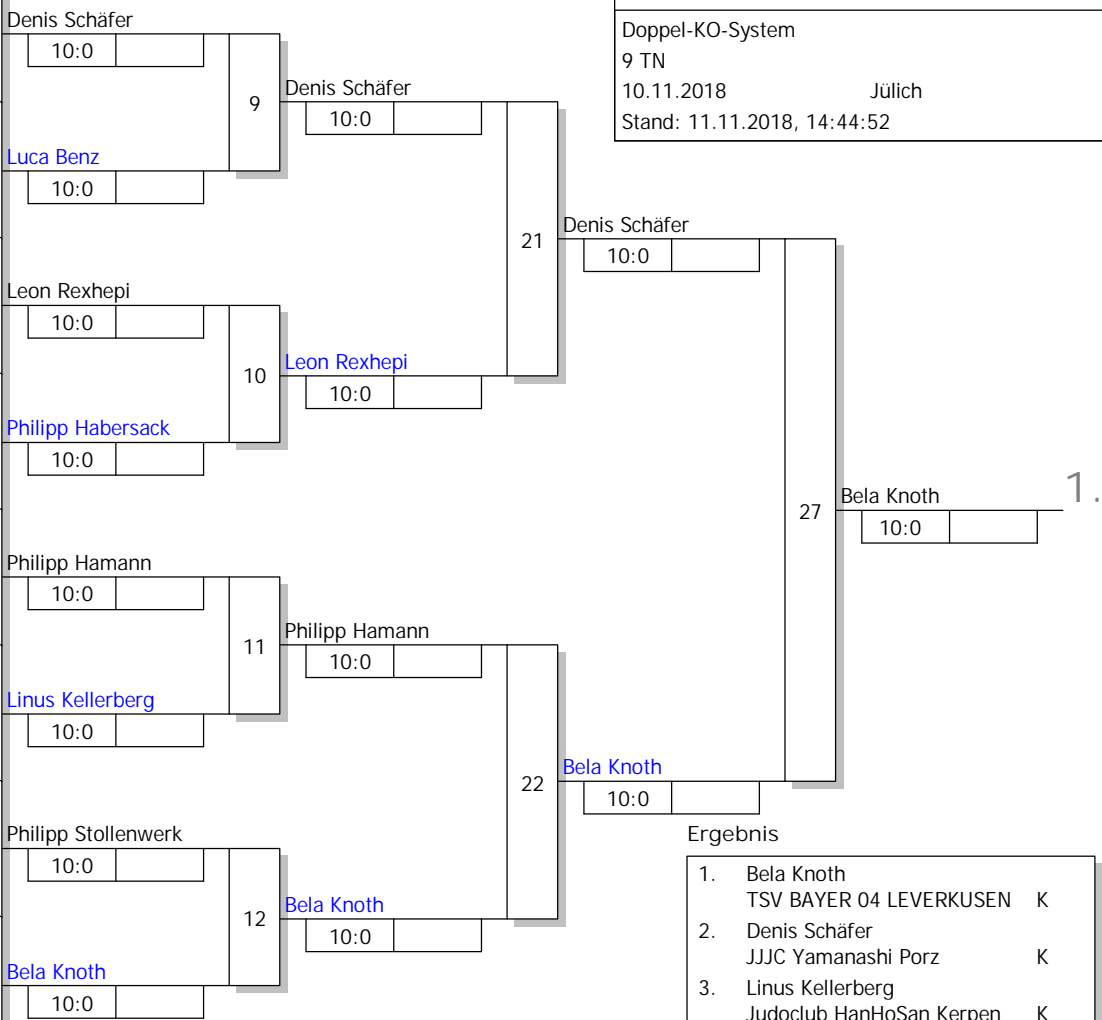 Denis Schäfer
10:0
9
Luca Benz
10:0
Leon Rexhepi
10:0
10
Philipp Habersack
10:0
Philipp Hamann
10:0
11
Linus Kellerberg
10:0
Philipp Stollenwerk
10:0
12
Bela Knoth
10:0
Denis Schäfer
10:0
21
Leon Rexhepi
10:0
Philipp Hamann
10:0
22
Bela Knoth
10:0
Denis Schäfer
10:0
27
Bela Knoth
10:0
Bela Knoth 1.
10:0
Doppel-KO-System
9 TN
10.11.2018 Jülich
Stand: 11.11.2018, 14:44:52
Ergebnis
1. Bela Knoth
TSV BAYER 04 LEVERKUSEN K
2. Denis Schäfer
JJJC Yamanashi Porz K
3. Linus Kellerberg
Judoclub HanHoSan Kerpen K